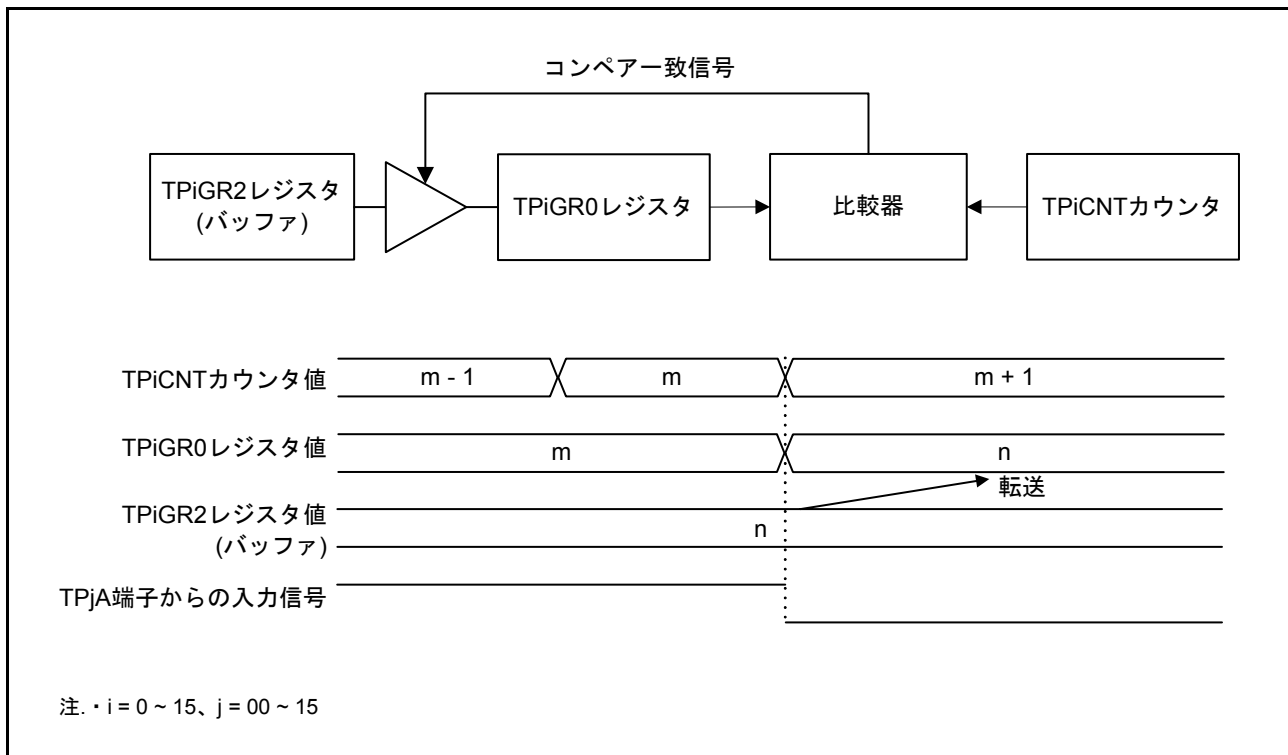 コンペアー致信号
TPiGR2レジスタ
(バッファ)
TPiGR0レジスタ
比較器
TPiCNTカウンタ
TPiCNTカウンタ値
m - 1
m
m + 1
TPiGR0レジスタ値
m
n
転送
TPiGR2レジスタ値
(バッファ)
n
TPjA端子からの入力信号
注.・i = 0 ~ 15、j = 00 ~ 15